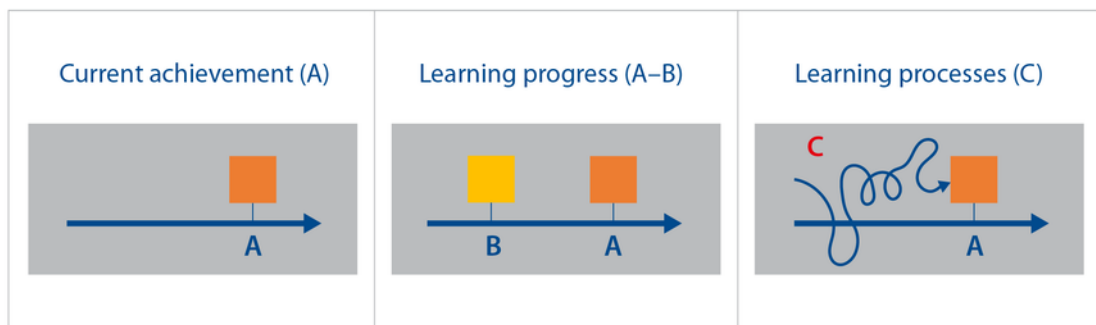 Current achievement (A)
A
Learning progress (A–B)
B
A
Learning processes (C)
C
A